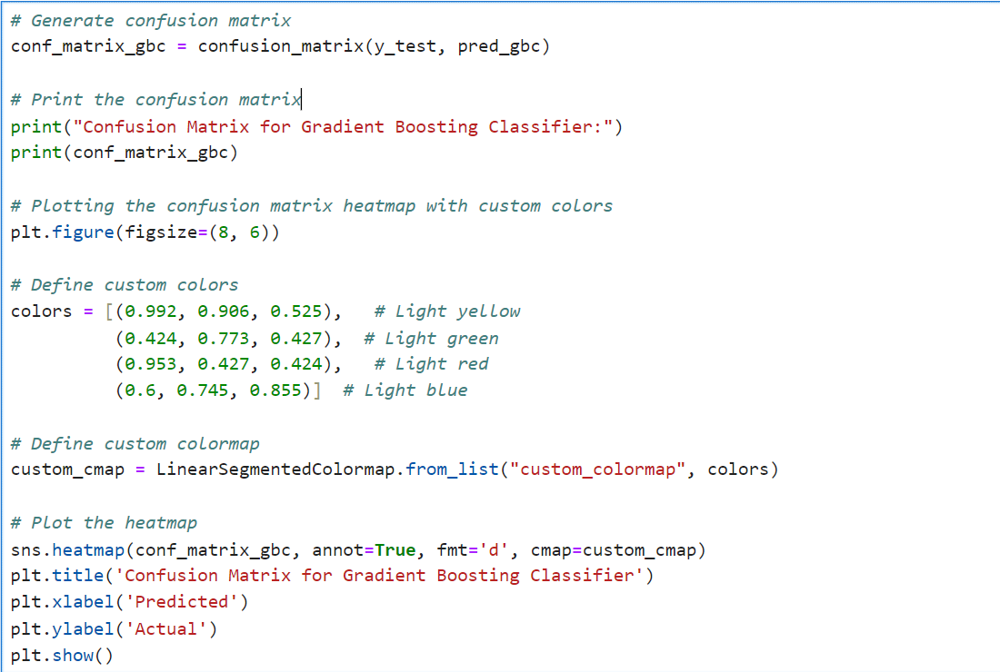 # Generate confusion matrix
conf_matrix_gbc = confusion_matrix(y_test, pred_gbc)

# Print the confusion matrix
print("Confusion Matrix for Gradient Boosting Classifier:")
print(conf_matrix_gbc)

# Plotting the confusion matrix heatmap with custom colors
plt.figure(figsize=(8, 6))

# Define custom colors
colors = [(0.992, 0.906, 0.525),   # Light yellow
          (0.424, 0.773, 0.427),  # Light green
          (0.953, 0.427, 0.424),   # Light red
          (0.6, 0.745, 0.855)]  # Light blue

# Define custom colormap
custom_cmap = LinearSegmentedColormap.from_list("custom_colormap", colors)

# Plot the heatmap
sns.heatmap(conf_matrix_gbc, annot=True, fmt='d', cmap=custom_cmap)
plt.title('Confusion Matrix for Gradient Boosting Classifier')
plt.xlabel('Predicted')
plt.ylabel('Actual')
plt.show()